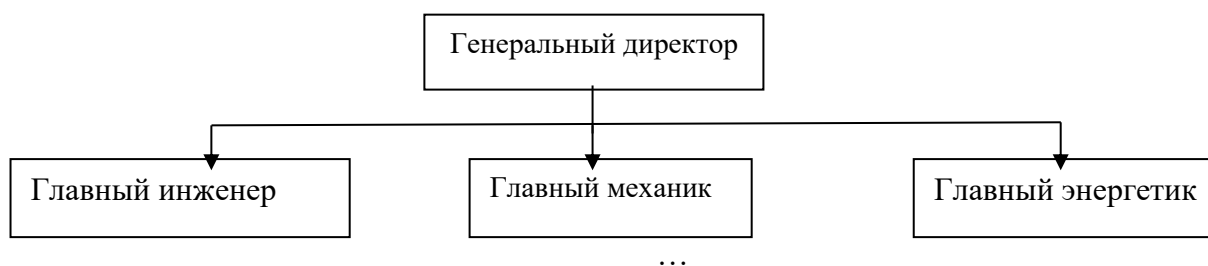 Генеральный директор
Главный инженер
Главный механик
Главный энергетик
…